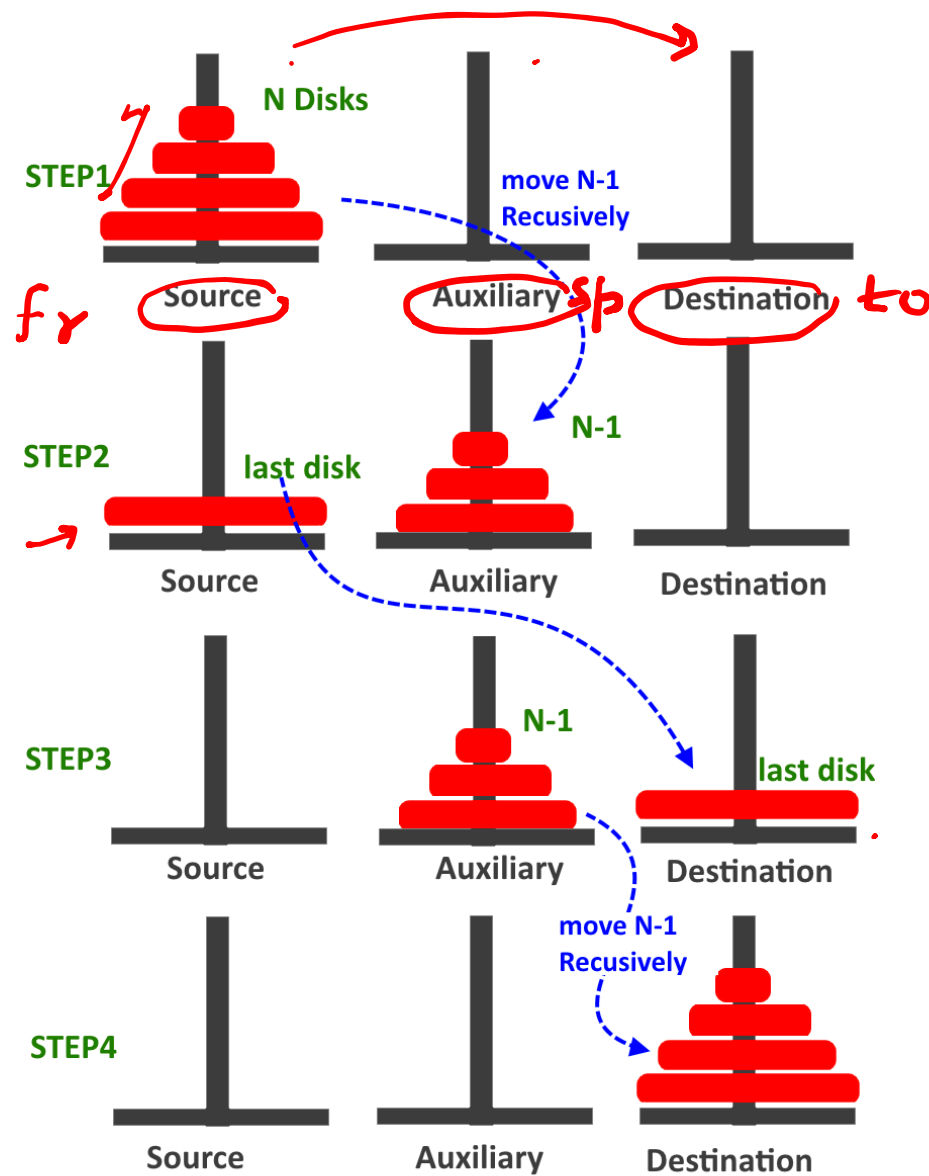 N Disks
n
STEP1
move N-1
Recusively
Source
Auxiliary
Destination
fr
sp
to
STEP2
last disk
N-1
Source
Auxiliary
Destination
STEP3
N-1
last disk
Source
Auxiliary
Destination
move N-1
Recusively
STEP4
Source
Auxiliary
Destination